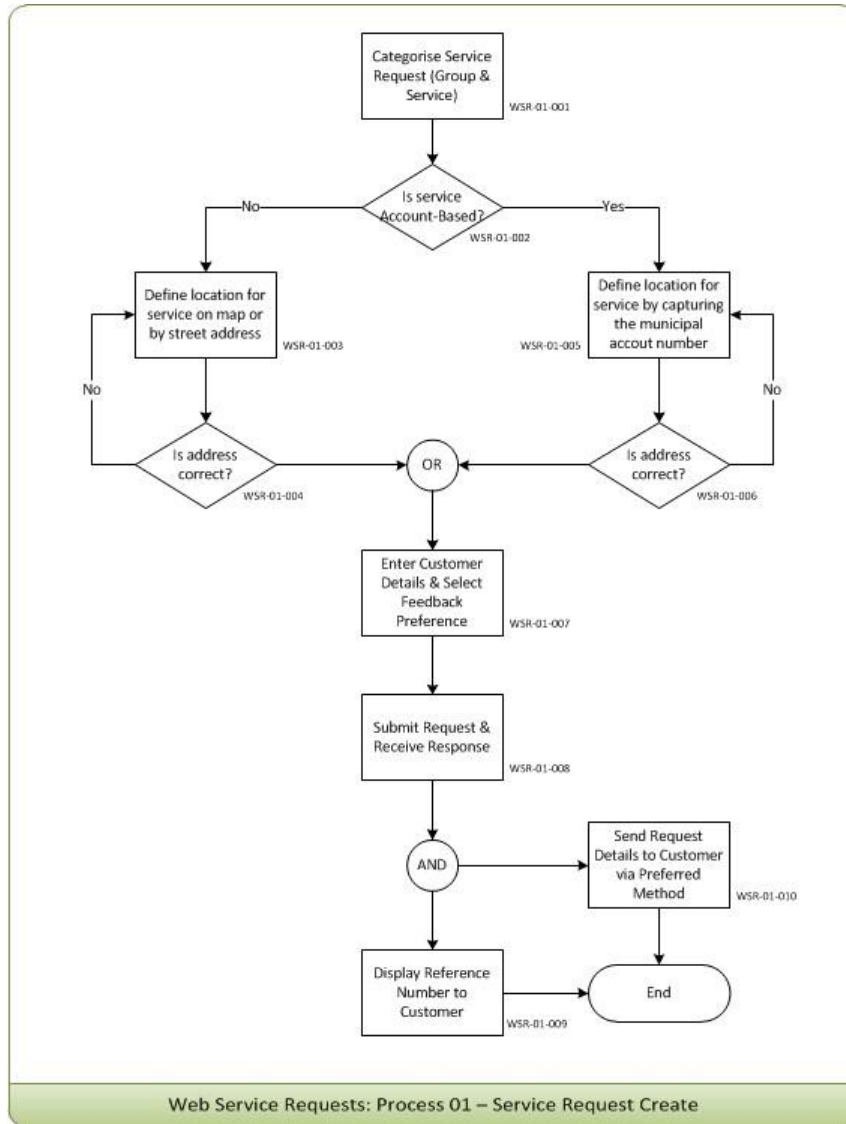 Categorise Service
Request (Group &
Service)
WSR-01-001
Is service
Account-Based?
WSR-01-002
No
Yes
Define location for
service on map or
by street address
WSR-01-003
Define location for
service by capturing
the municipal
accout number
WSR-01-005
No
No
Is address
correct?
WSR-01-004
OR
Is address
correct?
WSR-01-006
Enter Customer
Details & Select
Feedback
Preference
WSR-01-007
Submit Request &
Receive Response
WSR-01-008
AND
Send Request
Details to Customer
via Preferred
Method
WSR-01-010
Display Reference
Number to
Customer
WSR-01-009
End
Web Service Requests: Process 01 – Service Request Create